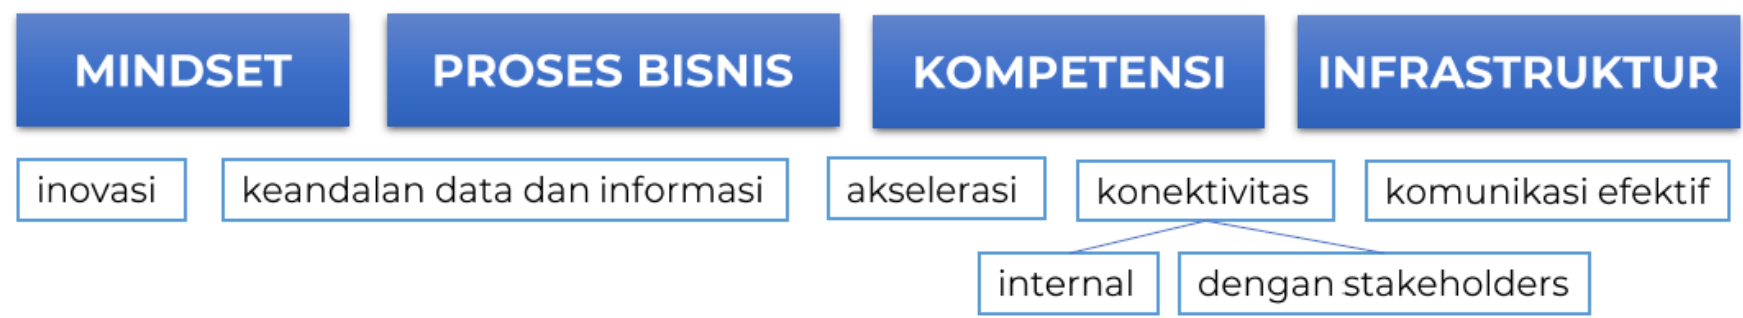 MINDSET
PROSES BISNIS
KOMPETENSI
INFRASTRUKTUR
inovasi
keandalan data dan informasi
akselerasi
konektivitas
komunikasi efektif
internal
dengan stakeholders